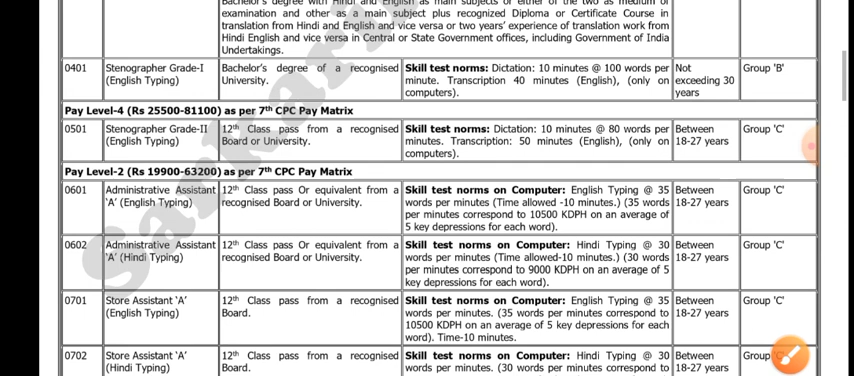 Bachelor's degree with Hindi and English as main subjects or either of the two as medium of
examination and other as a main subject plus recognized Diploma or Certificate Course in
translation from Hindi and English and vice versa or two years' experience of translation work from
Hindi English and vice versa in Central or State Government offices, including Government of India
Undertakings.
0401 Stenographer Grade-I Bachelor's degree of a recognised Skill test norms: Dictation: 10 minutes @ 100 words per Not Group 'B'
(English Typing) University. minute. Transcription 40 minutes (English), (only on exceeding 30
computers). years
Pay Level-4 (Rs 25500-81100) as per 7th CPC Pay Matrix
0501 Stenographer Grade-II 12th Class pass from a recognised Skill test norms: Dictation: 10 minutes @ 80 words per Between Group 'C'
(English Typing) Board or University. minutes. Transcription: 50 minutes (English), (only on 18-27 years
computers).
Pay Level-2 (Rs 19900-63200) as per 7th CPC Pay Matrix
0601 Administrative Assistant 12th Class pass Or equivalent from a Skill test norms on Computer: English Typing @ 35 Between Group 'C'
'A' (English Typing) recognised Board or University. words per minutes (Time allowed -10 minutes.) (35 words 18-27 years
per minutes correspond to 10500 KDPH on an average of
5 key depressions for each word).
0602 Administrative Assistant 12th Class pass Or equivalent from a Skill test norms on Computer: Hindi Typing @ 30 Between Group 'C'
'A' (Hindi Typing) recognised Board or University. words per minutes (Time allowed-10 minutes.) (30 words 18-27 years
per minutes correspond to 9000 KDPH on an average of 5
key depressions for each word).
0701 Store Assistant 'A' 12th Class pass from a recognised Skill test norms on Computer: English Typing @ 35 Between Group 'C'
(English Typing) Board. words per minutes. (35 words per minutes correspond to 18-27 years
10500 KDPH on an average of 5 key depressions for each
word). Time-10 minutes.
0702 Store Assistant 'A' 12th Class pass from a recognised Skill test norms on Computer: Hindi Typing @ 30 Between Group
(Hindi Typing) Board. words per minutes. (30 words per minutes correspond to 18-27 years
Sarkari